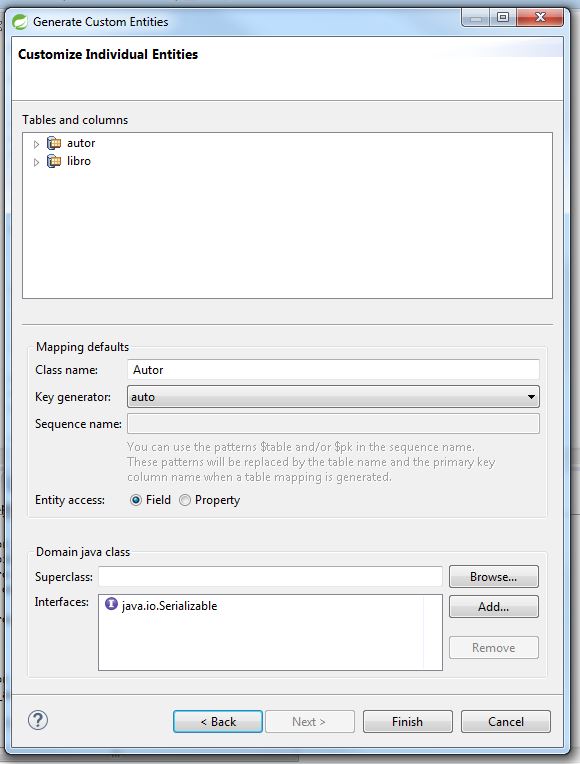 Generate Custom Entities
Customize Individual Entities
Tables and columns
autor
libro
Mapping defaults
Class name: Autor
Key generator: auto
Sequence name:
You can use the patterns $table and/or $pk in the sequence name.
These patterns will be replaced by the table name and the primary key
column name when a table mapping is generated.
Entity access: Field Property
Domain java class
Superclass: Browse...
Interfaces: java.io.Serializable Add...
Remove
? < Back Next > Finish Cancel